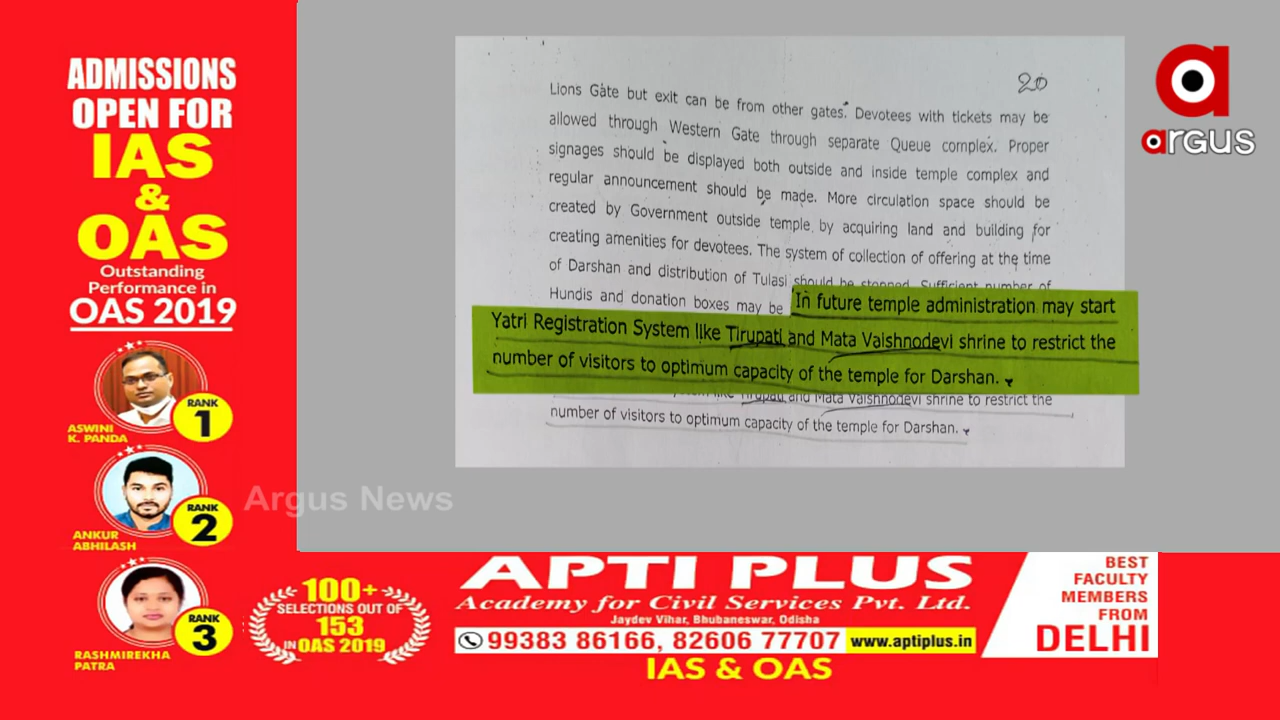 ADMISSIONS
OPEN FOR
IAS
&
OAS
Outstanding
Performance in
OAS 2019
RANK
1
ASWINI
K. PANDA
RANK
2
ANKUR
ABHILASH
RANK
3
RASHMIREKHA
PATRA
20
Lions Gate but exit can be from other gates. Devotees with tickets may be
allowed through Western Gate through separate Queue complex. Proper
signages should be displayed both outside and inside temple complex and
regular announcement should be made. More circulation space should be
created by Government outside temple by acquiring land and building for
creating amenities for devotees. The system of collection of offering at the time
of Darshan and distribution of Tulasi should be stopped. Sufficient number of
Hundis and donation boxes may be
In future temple administration may start
Yatri Registration System like Tirupati and Mata Vaishnodevi shrine to restrict the
number of visitors to optimum capacity of the temple for Darshan.
like Tirupati and Mata Vaishnodevi shrine to restrict the
number of visitors to optimum capacity of the temple for Darshan.
a
argus
Argus News
100+
SELECTIONS OUT OF
153
IN OAS 2019
APTI PLUS
Academy for Civil Services Pvt. Ltd.
Jaydev Vihar, Bhubaneswar, Odisha
99383 86166, 82606 77707 www.aptiplus.in
IAS & OAS
BEST
FACULTY
MEMBERS
FROM
DELHI